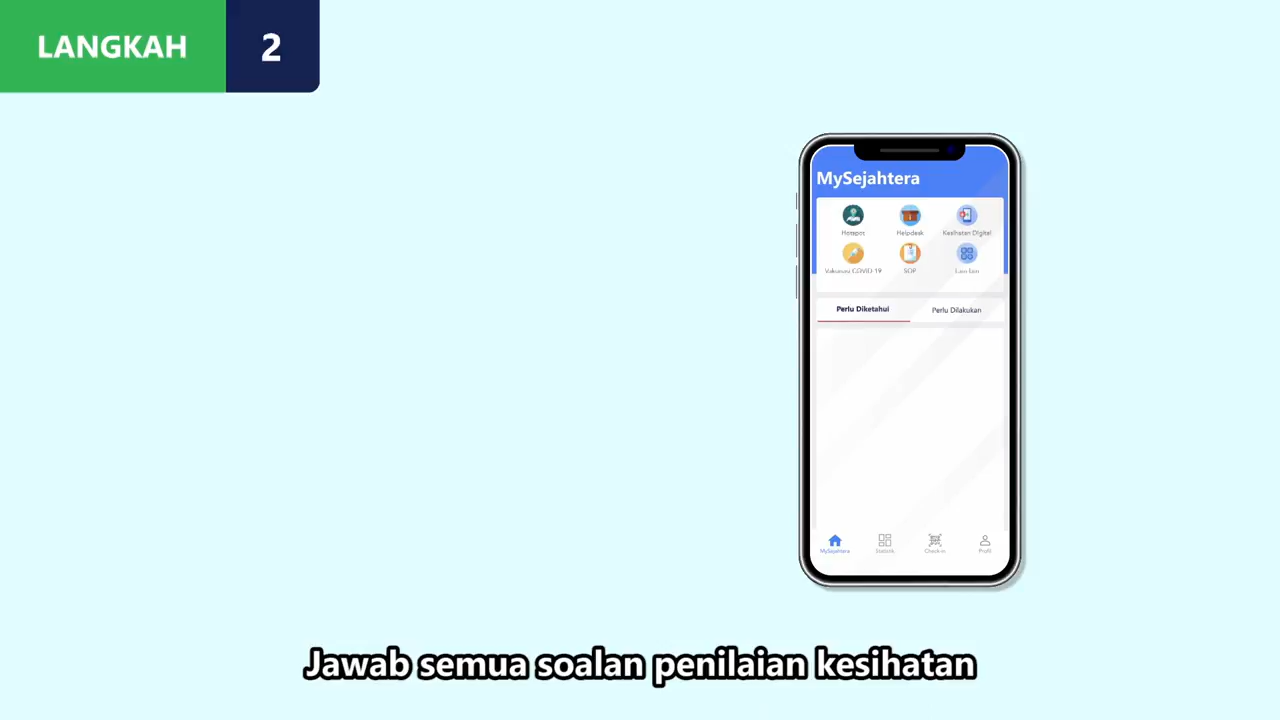 LANGKAH 2
MySejahtera
Hotspot Helpdesk Kesihatan Digital
Vaksinasi COVID-19 SOP Lain-lain
Perlu Diketahui Perlu Dilakukan
MySejahtera Statistik Check-in Profil
Jawab semua soalan penilaian kesihatan